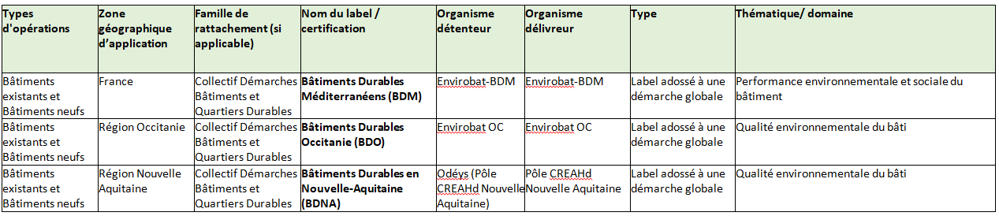 Types d'opérations
Zone géographique d’application
Famille de rattachement (si applicable)
Nom du label / certification
Organisme détenteur
Organisme délivreur
Type
Thématique/ domaine
Bâtiments existants et Bâtiments neufs
France
Collectif Démarches Bâtiments et Quartiers Durables
Bâtiments Durables Méditerranéens (BDM)
Envirobat-BDM
Envirobat-BDM
Label adossé à une démarche globale
Performance environnementale et sociale du bâtiment
Bâtiments existants et Bâtiments neufs
Région Occitanie
Collectif Démarches Bâtiments et Quartiers Durables
Bâtiments Durables Occitanie (BDO)
Envirobat OC
Envirobat OC
Label adossé à une démarche globale
Qualité environnementale du bâti
Bâtiments existants et Bâtiments neufs
Région Nouvelle Aquitaine
Collectif Démarches Bâtiments et Quartiers Durables
Bâtiments Durables en Nouvelle-Aquitaine (BDNA)
Odéys (Pôle CREAHd Nouvelle Aquitaine)
Pôle CREAHd Nouvelle Aquitaine
Label adossé à une démarche globale
Qualité environnementale du bâti